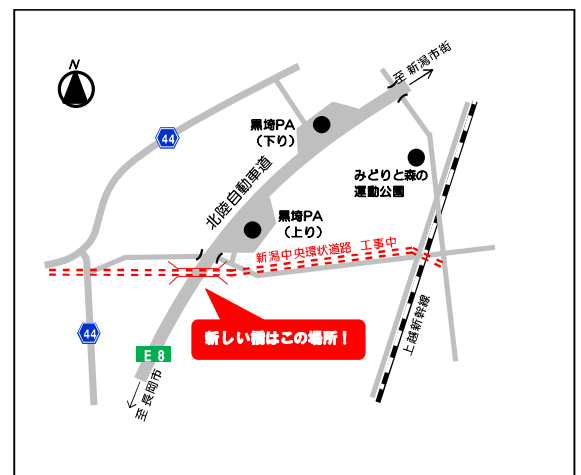 N
至 新潟市街
44
黒埼PA
（下り）
みどりと森の
運動公園
北陸自動車道
黒埼PA
（上り）
新潟中央環状道路 工事中
44
新しい橋はこの場所！
上越新幹線
E 8
至 長岡市